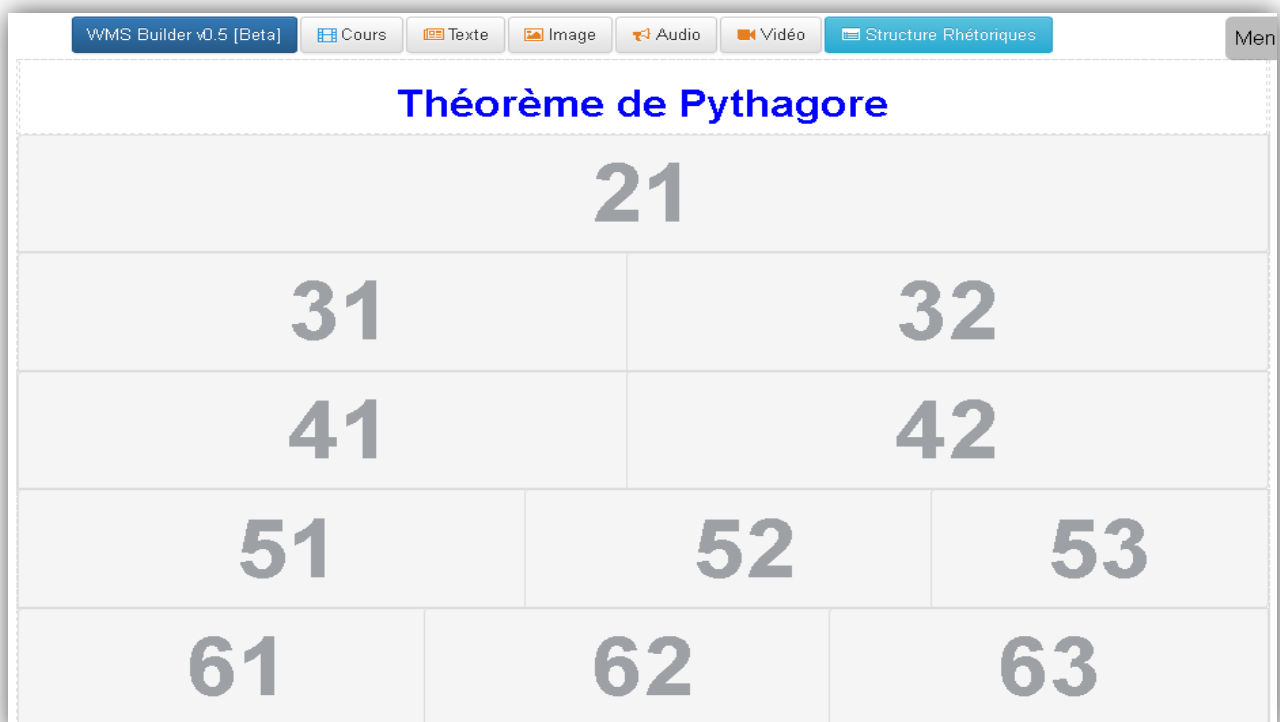 WMS Builder v0.5 [Beta] Cours Texte Image Audio Vidéo Structure Rhétoriques Men
Théorème de Pythagore
21
31 32
41 42
51 52 53
61 62 63